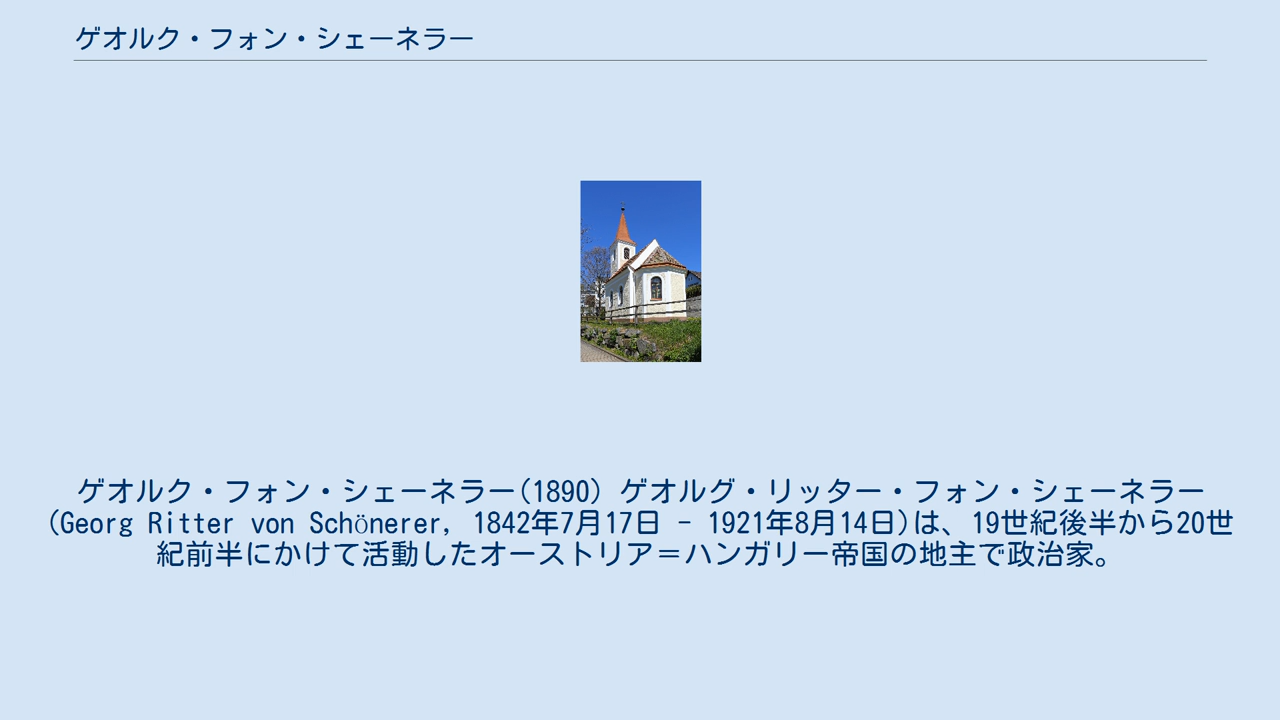 ゲオルク・フォン・シェーネラー
ゲオルク・フォン・シェーネラー(1890) ゲオルグ・リッター・フォン・シェーネラー
(Georg Ritter von Schönerer, 1842年7月17日 - 1921年8月14日)は、19世紀後半から20世
紀前半にかけて活動したオーストリア＝ハンガリー帝国の地主で政治家。